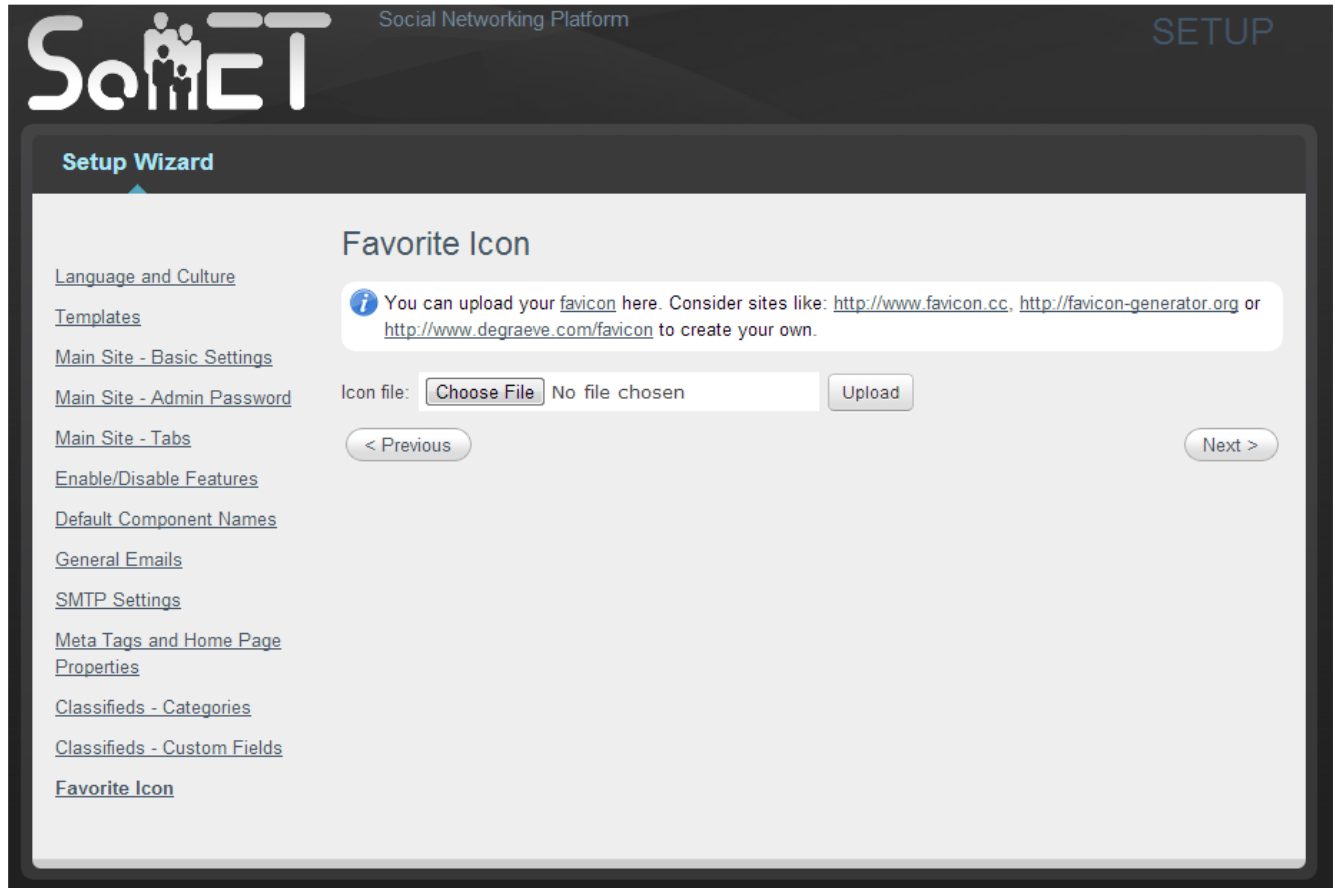 SoMET
Social Networking Platform
SETUP
Setup Wizard
Language and Culture
Templates
Main Site - Basic Settings
Main Site - Admin Password
Main Site - Tabs
Enable/Disable Features
Default Component Names
General Emails
SMTP Settings
Meta Tags and Home Page
Properties
Classifieds - Categories
Classifieds - Custom Fields
Favorite Icon
Favorite Icon
You can upload your favicon here. Consider sites like: http://www.favicon.cc, http://favicon-generator.org or
http://www.degraeve.com/favicon to create your own.
Icon file: Choose File No file chosen Upload
< Previous
Next >